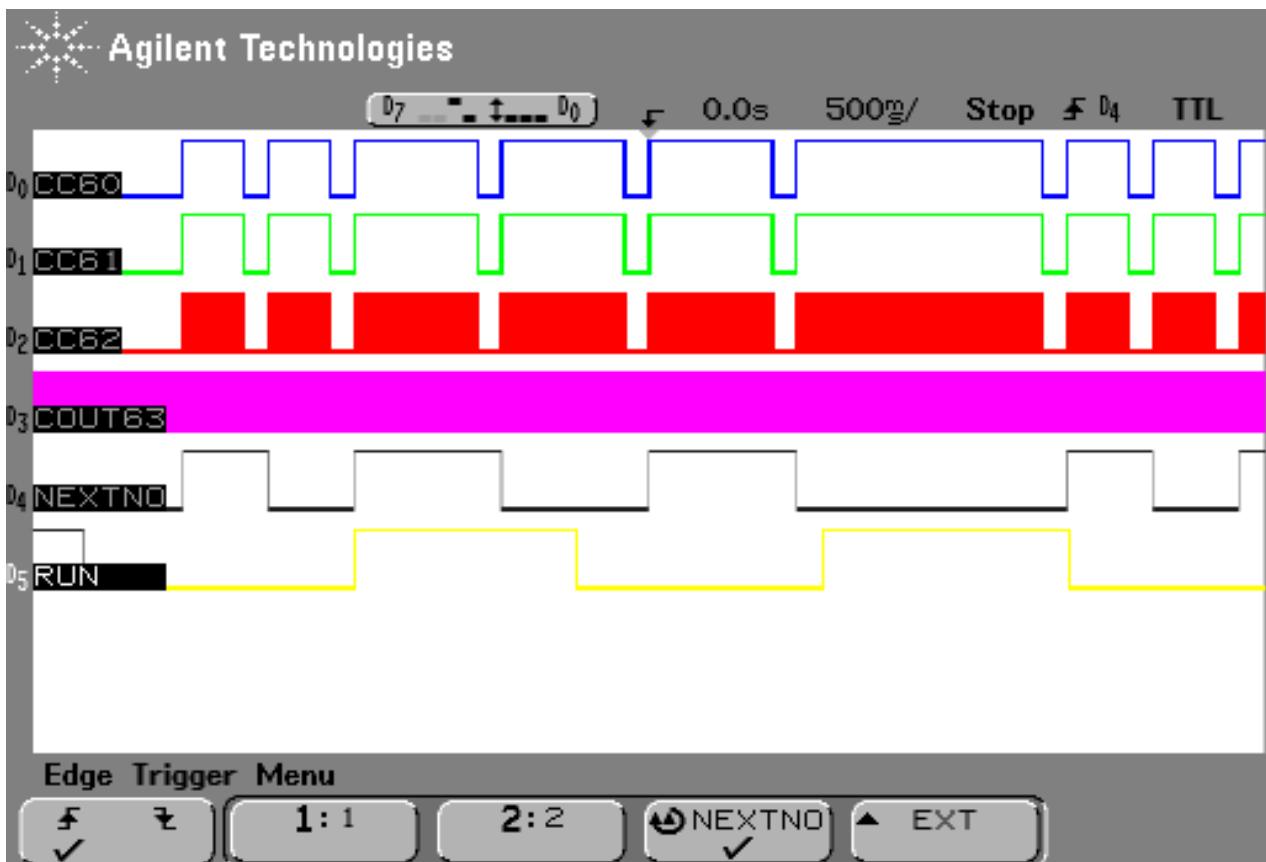 Agilent Technologies
D7 D0 0.0s 500ms/ Stop D4 TTL
D0 CC60
D1 CC61
D2 CC62
D3 COUT63
D4 NEXTNO
D5 RUN
Edge Trigger Menu
1: 1 2: 2 NEXTNO EXT